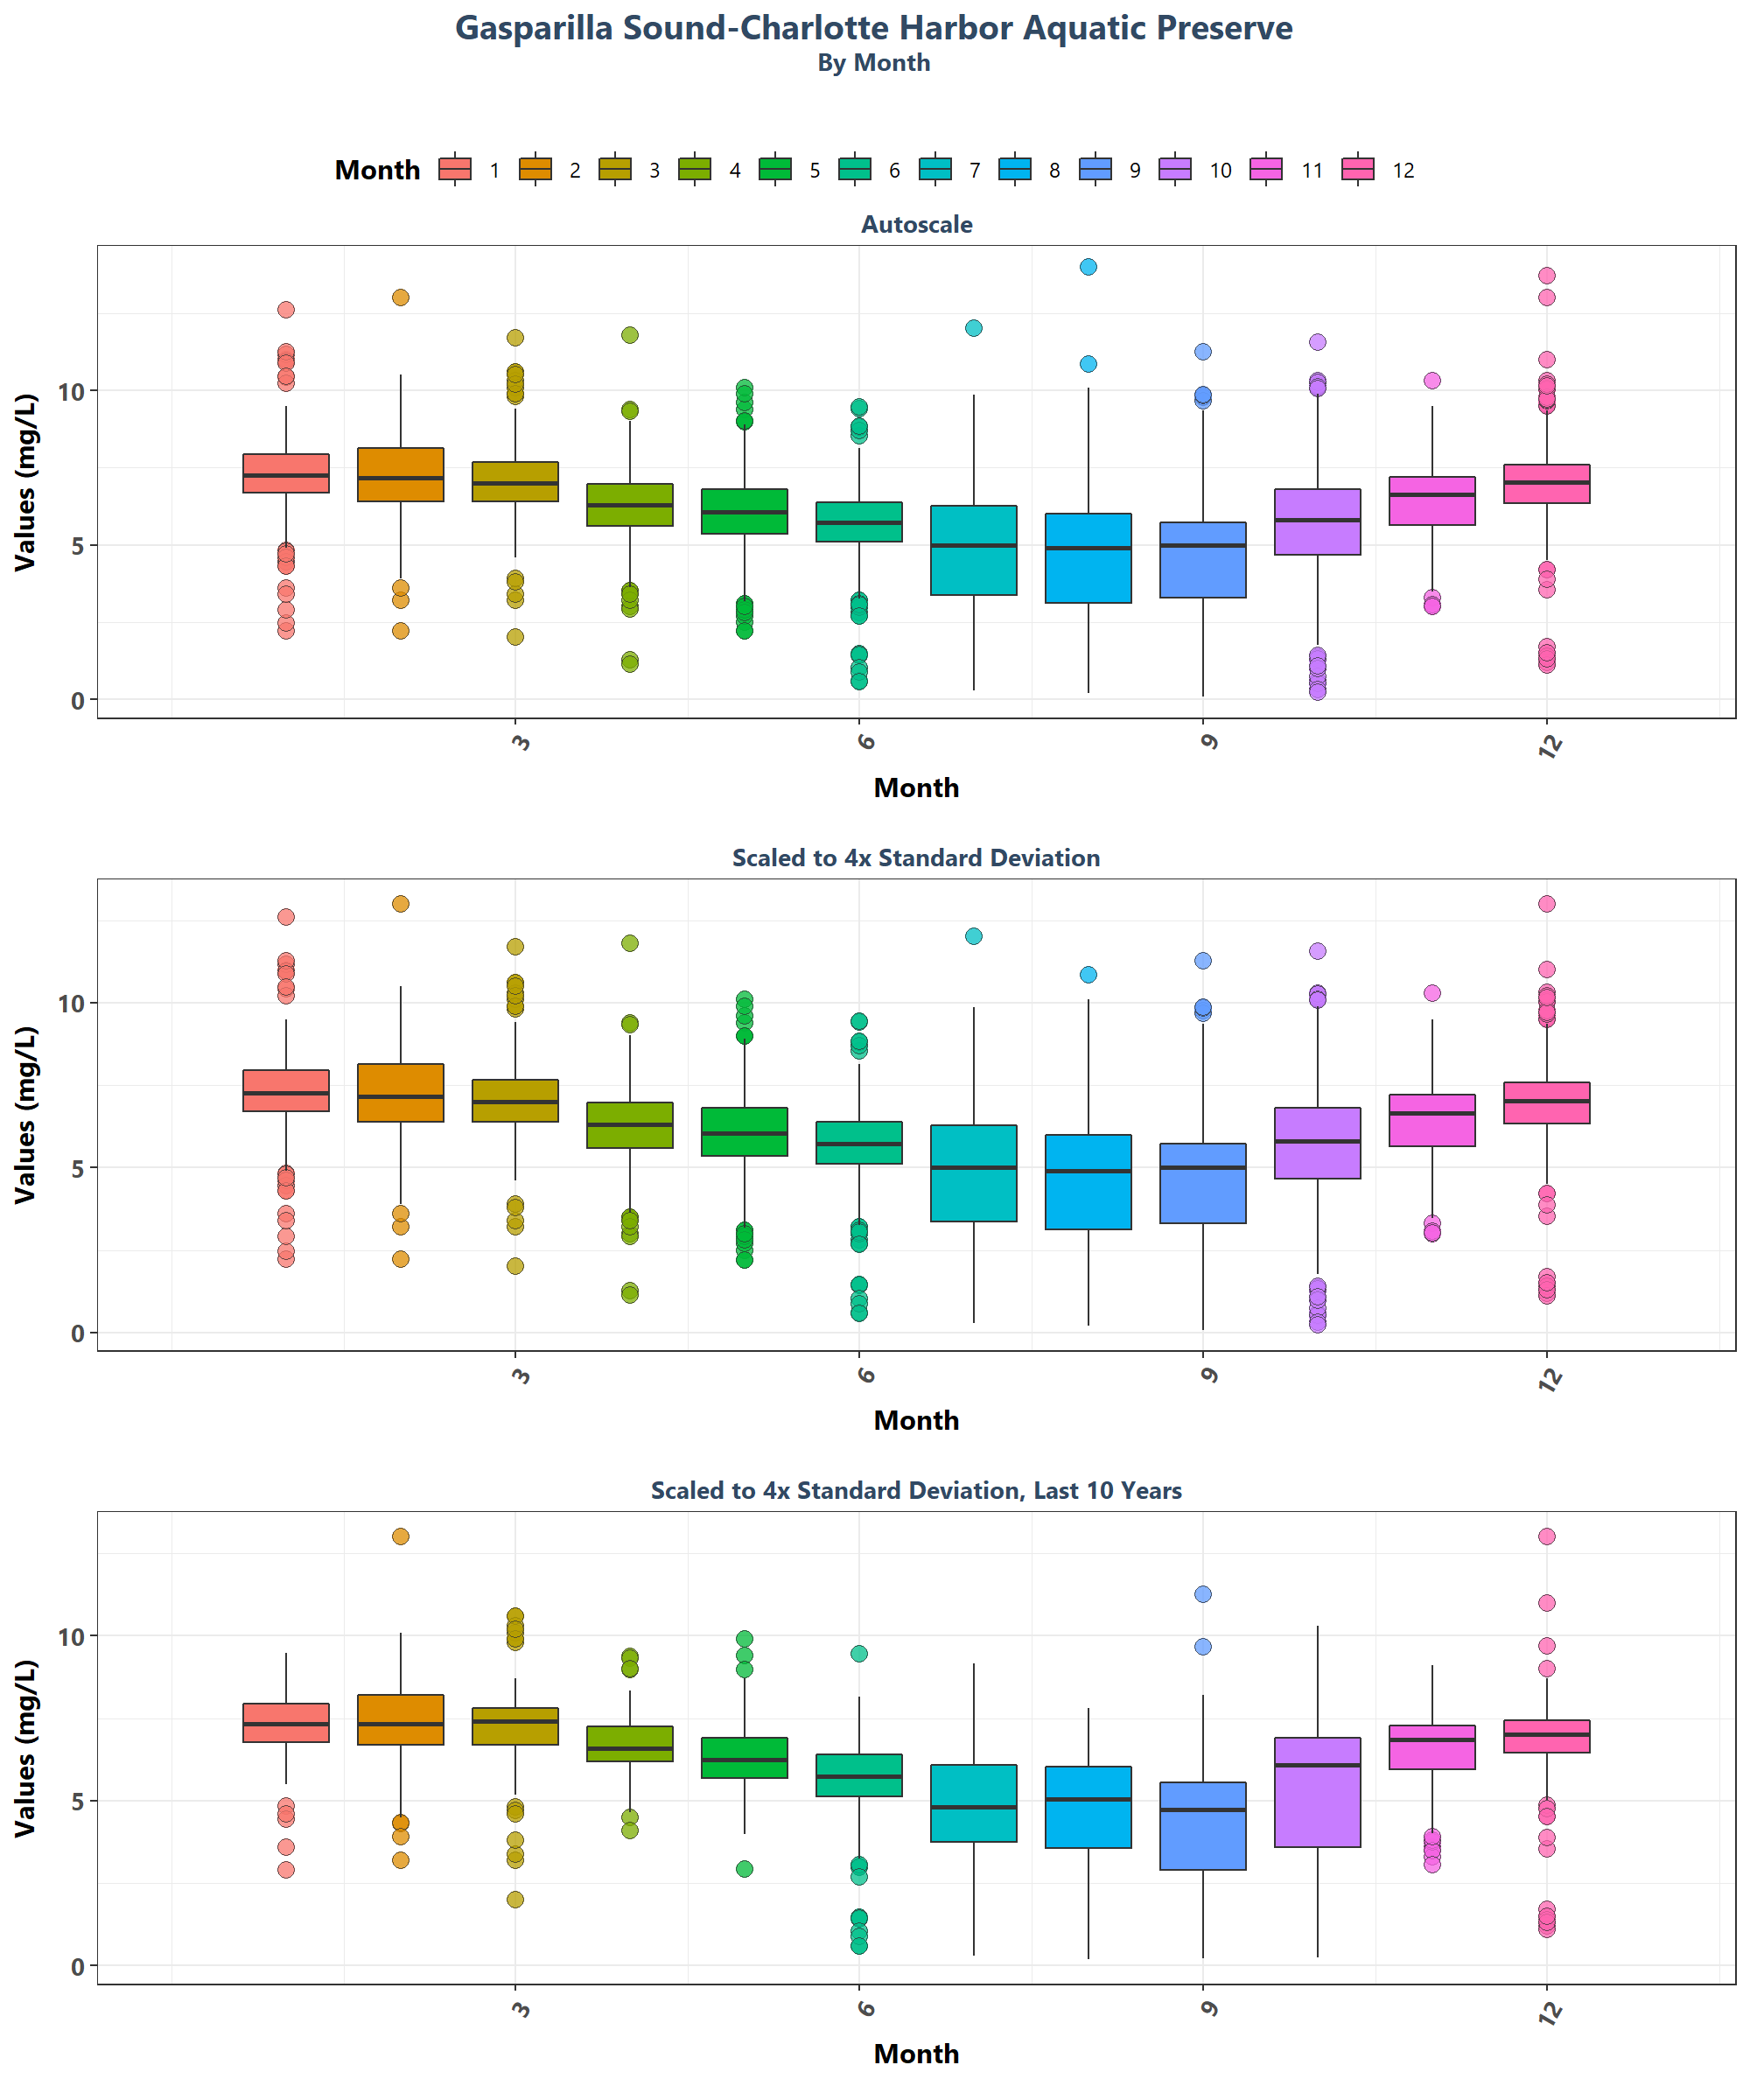 Gasparilla Sound-Charlotte Harbor Aquatic Preserve
By Month
Month 1 2 3 4 5 6 7 8 9 10 11 12
Autoscale
Values (mg/L)
10
5
0
3 6 9 12
Month
Scaled to 4x Standard Deviation
Values (mg/L)
10
5
0
3 6 9 12
Month
Scaled to 4x Standard Deviation, Last 10 Years
Values (mg/L)
10
5
0
3 6 9 12
Month